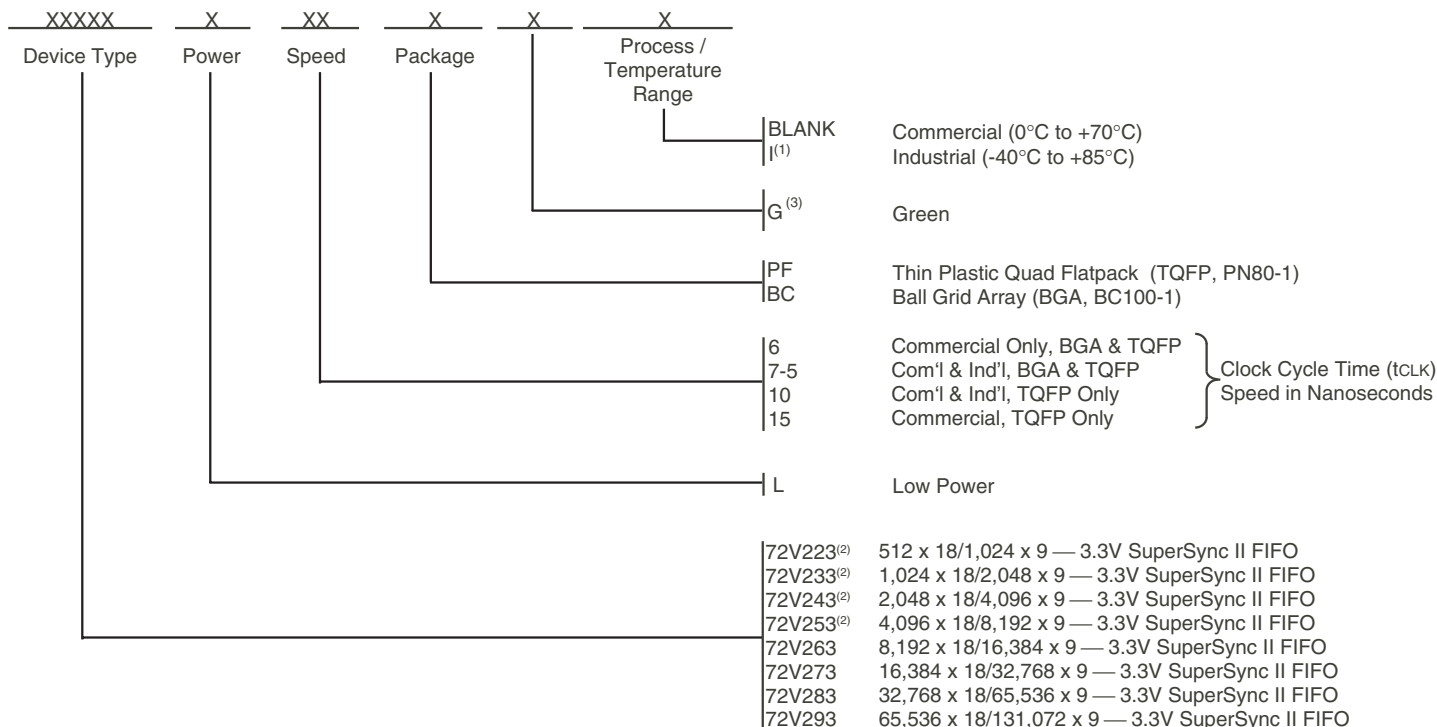 XXXXX X XX X X X
Device Type Power Speed Package Process /
Temperature
Range
BLANK Commercial (0°C to +70°C)
I(1) Industrial (-40°C to +85°C)
G (3) Green
PF Thin Plastic Quad Flatpack (TQFP, PN80-1)
BC Ball Grid Array (BGA, BC100-1)
6 Commercial Only, BGA & TQFP
7-5 Com‘l & Ind’l, BGA & TQFP
10 Com‘l & Ind’l, TQFP Only
15 Commercial, TQFP Only
Clock Cycle Time (tCLK)
Speed in Nanoseconds
L Low Power
72V223(2) 512 x 18/1,024 x 9 — 3.3V SuperSync II FIFO
72V233(2) 1,024 x 18/2,048 x 9 — 3.3V SuperSync II FIFO
72V243(2) 2,048 x 18/4,096 x 9 — 3.3V SuperSync II FIFO
72V253(2) 4,096 x 18/8,192 x 9 — 3.3V SuperSync II FIFO
72V263 8,192 x 18/16,384 x 9 — 3.3V SuperSync II FIFO
72V273 16,384 x 18/32,768 x 9 — 3.3V SuperSync II FIFO
72V283 32,768 x 18/65,536 x 9 — 3.3V SuperSync II FIFO
72V293 65,536 x 18/131,072 x 9 — 3.3V SuperSync II FIFO